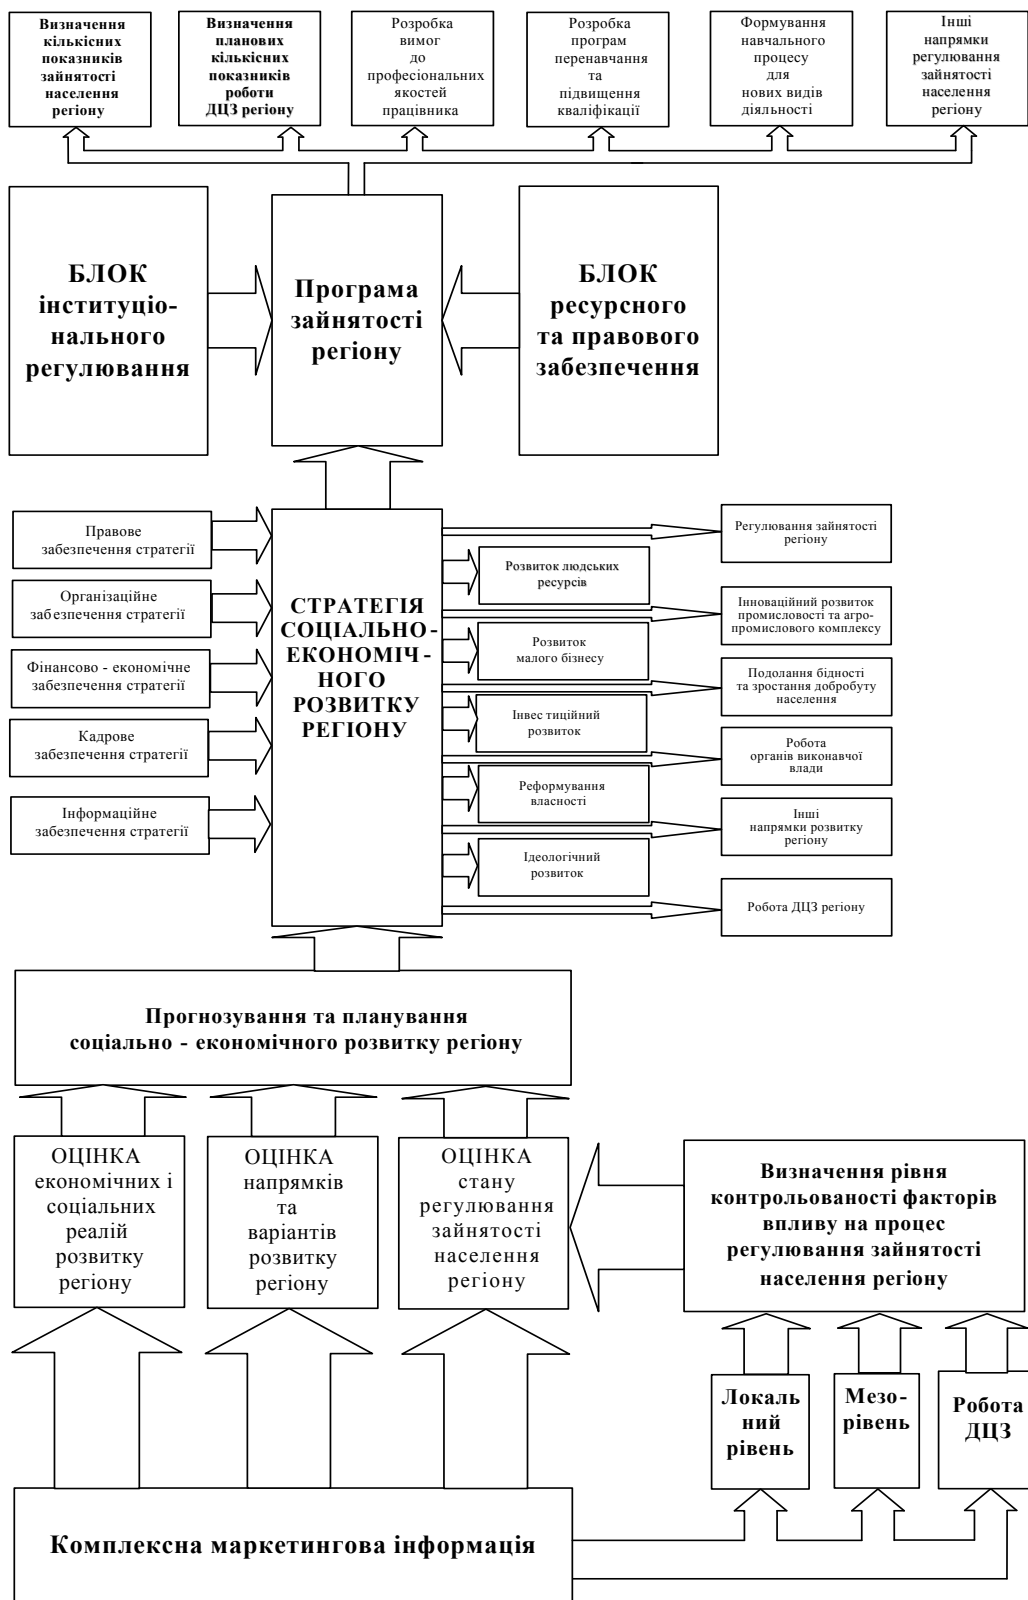 Визначення
кількісних
показників
зайнятості
населення
регіону
Визначення
планових
кількісних
показників
роботи
ДЦЗ регіону
Розробка
вимог
до
професіональних
якостей
працівника
Розробка
програм
перенавчання
та
підвищення
кваліфікації
Формування
навчального
процесу
для
нових видів
діяльності
Інші
напрямки
регулювання
зайнятості
населення
регіону
БЛОК
інституціо-
нального
регулювання
Програма
зайнятості
регіону
БЛОК
ресурсного
та правового
забезпечення
Правове
забезпечення стратегії
Організаційне
забезпечення стратегії
Фінансово - економічне
забезпечення стратегії
Кадрове
забезпечення стратегії
Інформаційне
забезпечення стратегії
СТРАТЕГІЯ
СОЦІАЛЬНО-
ЕКОНОМІЧ-
НОГО
РОЗВИТКУ
РЕГІОНУ
Розвиток людських
ресурсів
Розвиток
малого бізнесу
Інвес тиційний
розвиток
Реформування
власності
Ідеологічний
розвиток
Регулювання зайнятості
регіону
Інноваційний розвиток
промисловості та агро-
промислового комплексу
Подолання бідності
та зростання добробуту
населення
Робота
органів виконавчої
влади
Інші
напрямки розвитку
регіону
Робота ДЦЗ регіону
Прогнозування та планування
соціально - економічного розвитку регіону
ОЦІНКА
економічних і
соціальних
реалій
розвитку
регіону
ОЦІНКА
напрямків
та
варіантів
розвитку
регіону
ОЦІНКА
стану
регулювання
зайнятості
населення
регіону
Визначення рівня
контрольованості факторів
впливу на процес
регулювання зайнятості
населення регіону
Локаль
ний
рівень
Мезо-
рівень
Робота
ДЦЗ
Комплексна маркетингова інформація